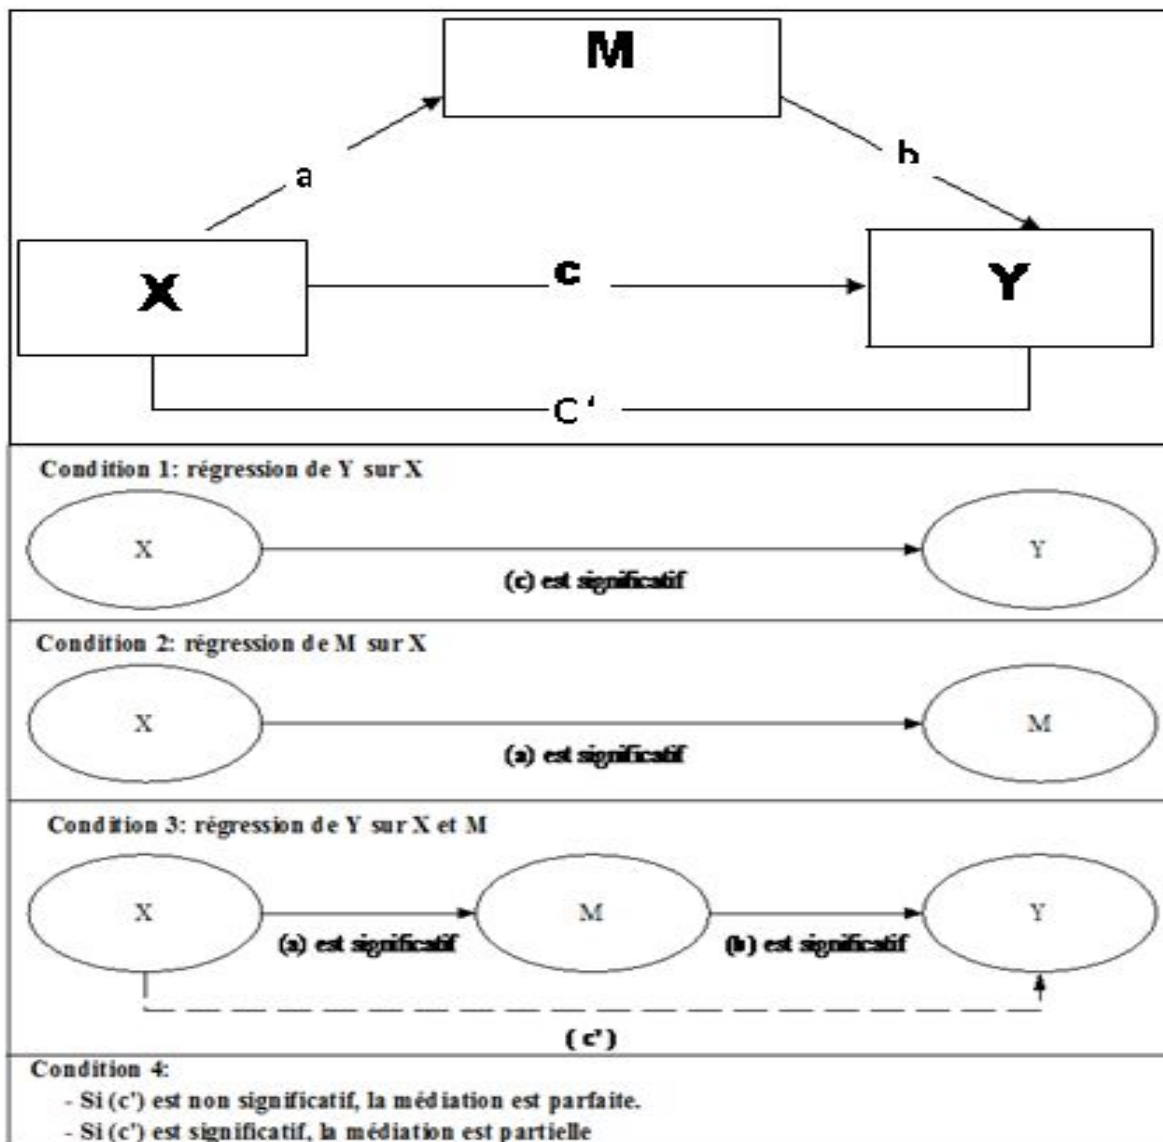 M
a
b
X
c
Y
C'
Condition 1: régression de Y sur X
X
Y
(c) est significatif
Condition 2: régression de M sur X
X
M
(a) est significatif
Condition 3: régression de Y sur X et M
X
M
Y
(a) est significatif
(b) est significatif
(c')
Condition 4:
- Si (c') est non significatif, la médiation est parfaite.
- Si (c') est significatif, la médiation est partielle